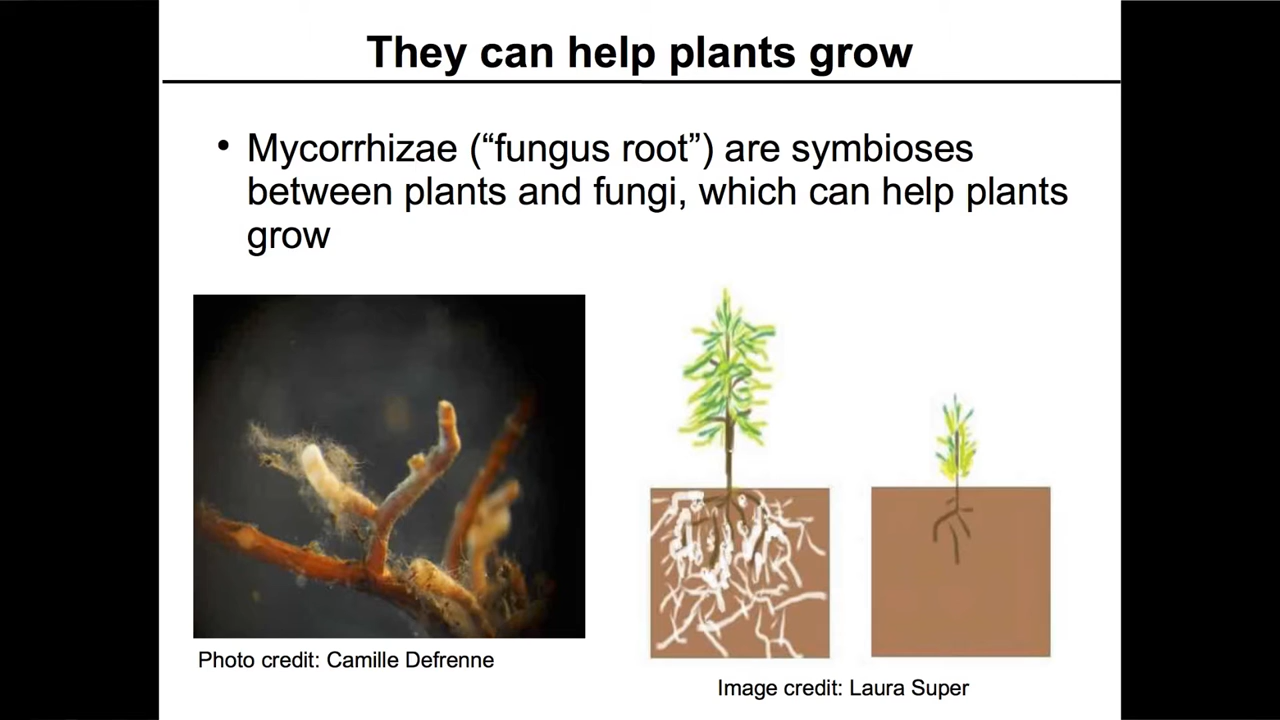 They can help plants grow
• Mycorrhizae (“fungus root”) are symbioses
between plants and fungi, which can help plants
grow
Photo credit: Camille Defrenne
Image credit: Laura Super